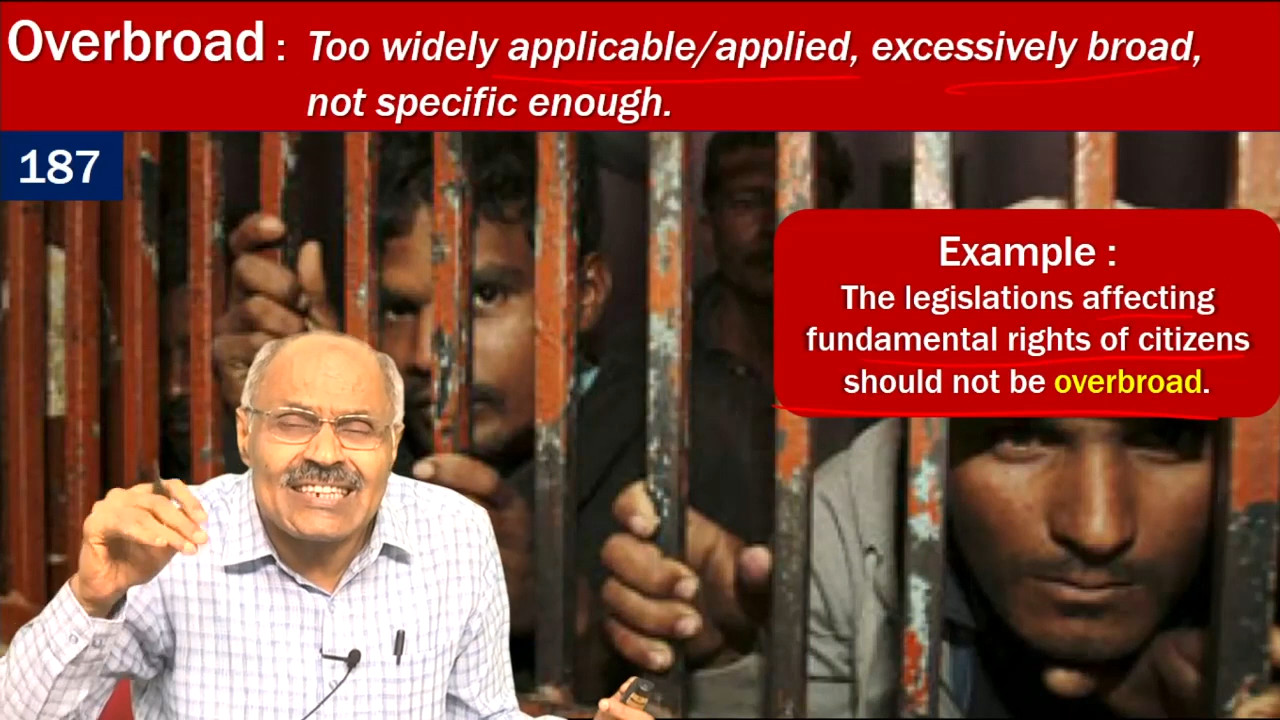 Overbroad : Too widely applicable/applied, excessively broad,
not specific enough.
187
Example :
The legislations affecting
fundamental rights of citizens
should not be overbroad.